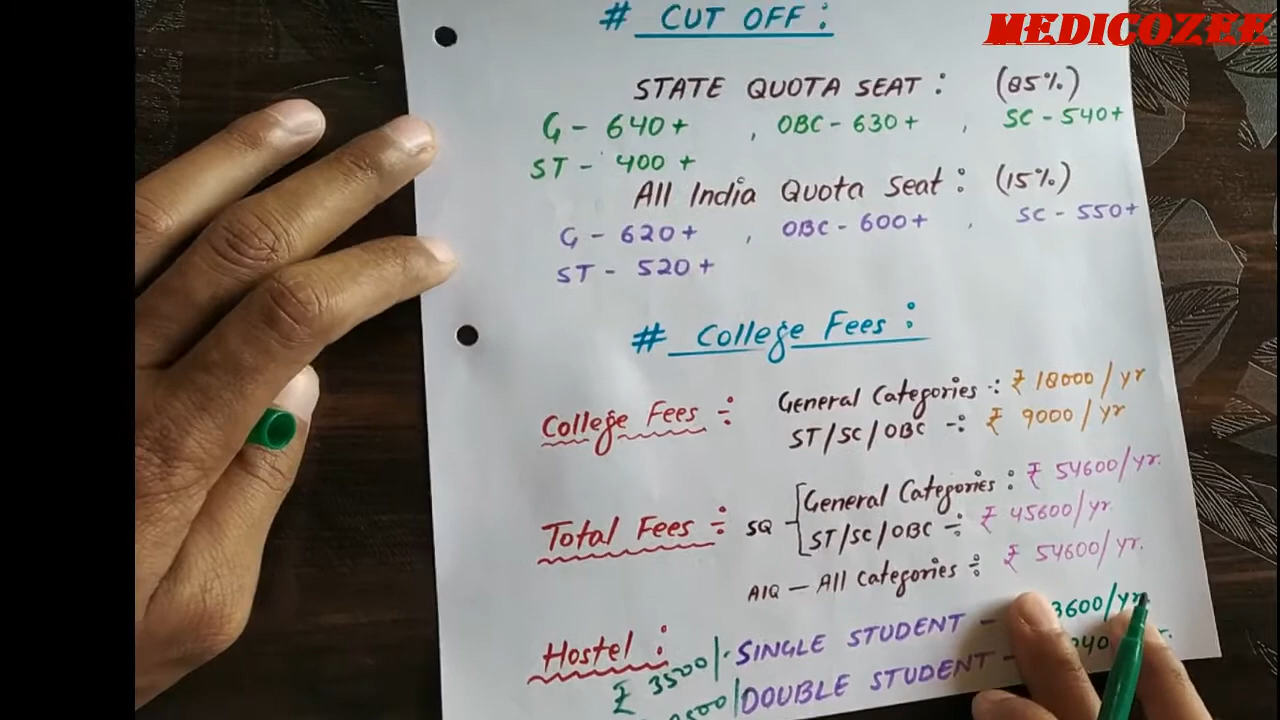 MEDICOZEE
# CUT OFF :
STATE QUOTA SEAT : (85%)
G - 640+ , OBC - 630+ , SC - 540+
ST - 400 +
All India Quota Seat : (15%)
G - 620+ , OBC - 600+ , SC - 550+
ST - 520+
# College Fees :
College Fees ÷ General Categories -: ₹ 18000 / yr
ST/SC/OBC -: ₹ 9000 / yr
Total Fees ÷ SQ - General Categories : ₹ 54600/yr.
ST/SC/OBC ÷ ₹ 45600/yr.
AIQ - All Categories ÷ ₹ 54600/yr.
Hostel : ₹ 3500/. SINGLE STUDENT - 3600/yr.
DOUBLE STUDENT -